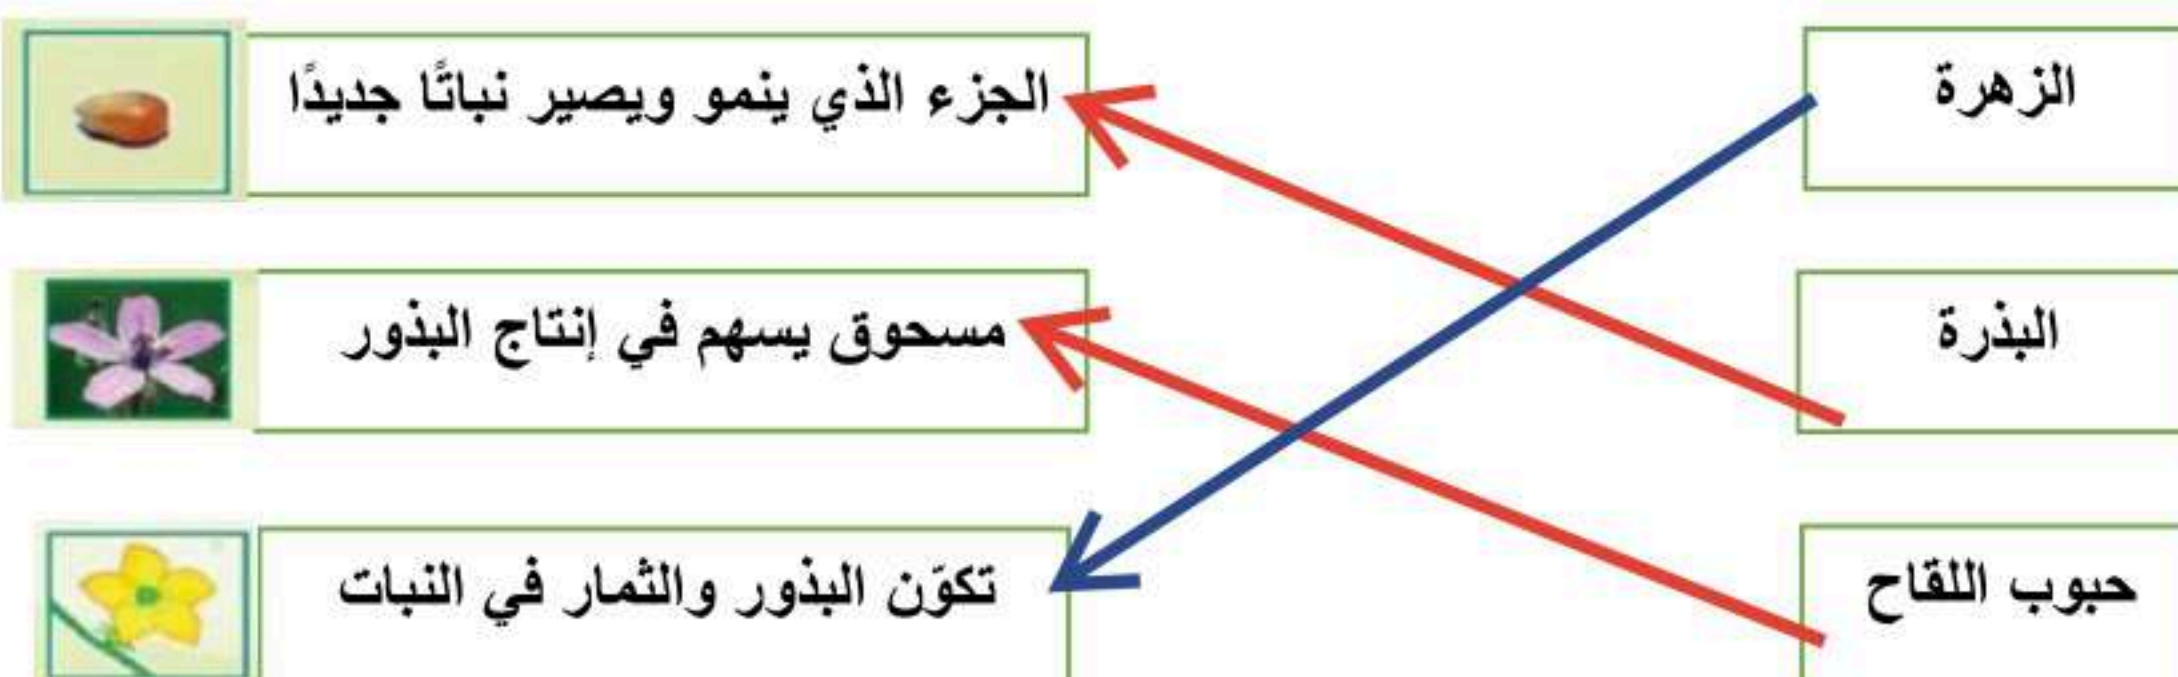 الزهرة
الجزء الذي ينمو ويصير نباتًا جديدًا
البذرة
مسحوق يسهم في إنتاج البذور
حبوب اللقاح
تكوّن البذور والثمار في النبات